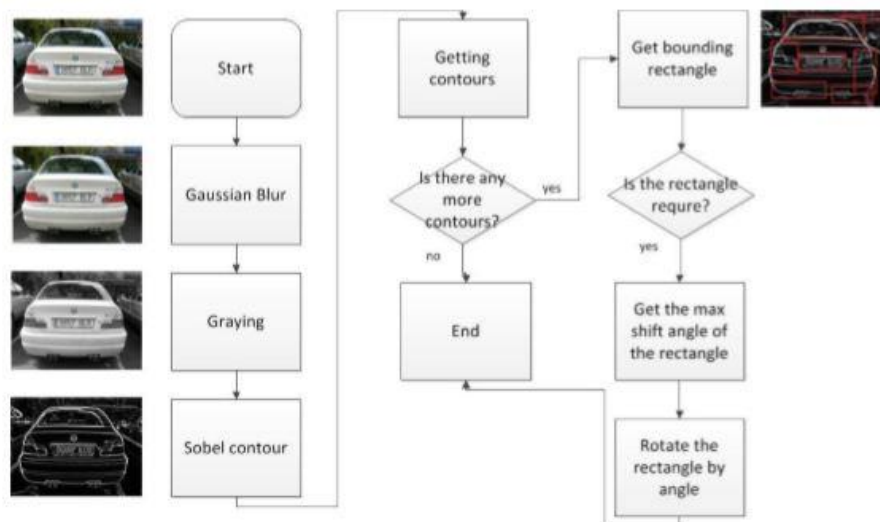 Start
Gaussian Blur
Graying
Sobel contour
Getting
contours
Is there any
more
contours?
yes
no
End
Get bounding
rectangle
Is the rectangle
requre?
yes
Get the max
shift angle of
the rectangle
Rotate the
rectangle by
angle